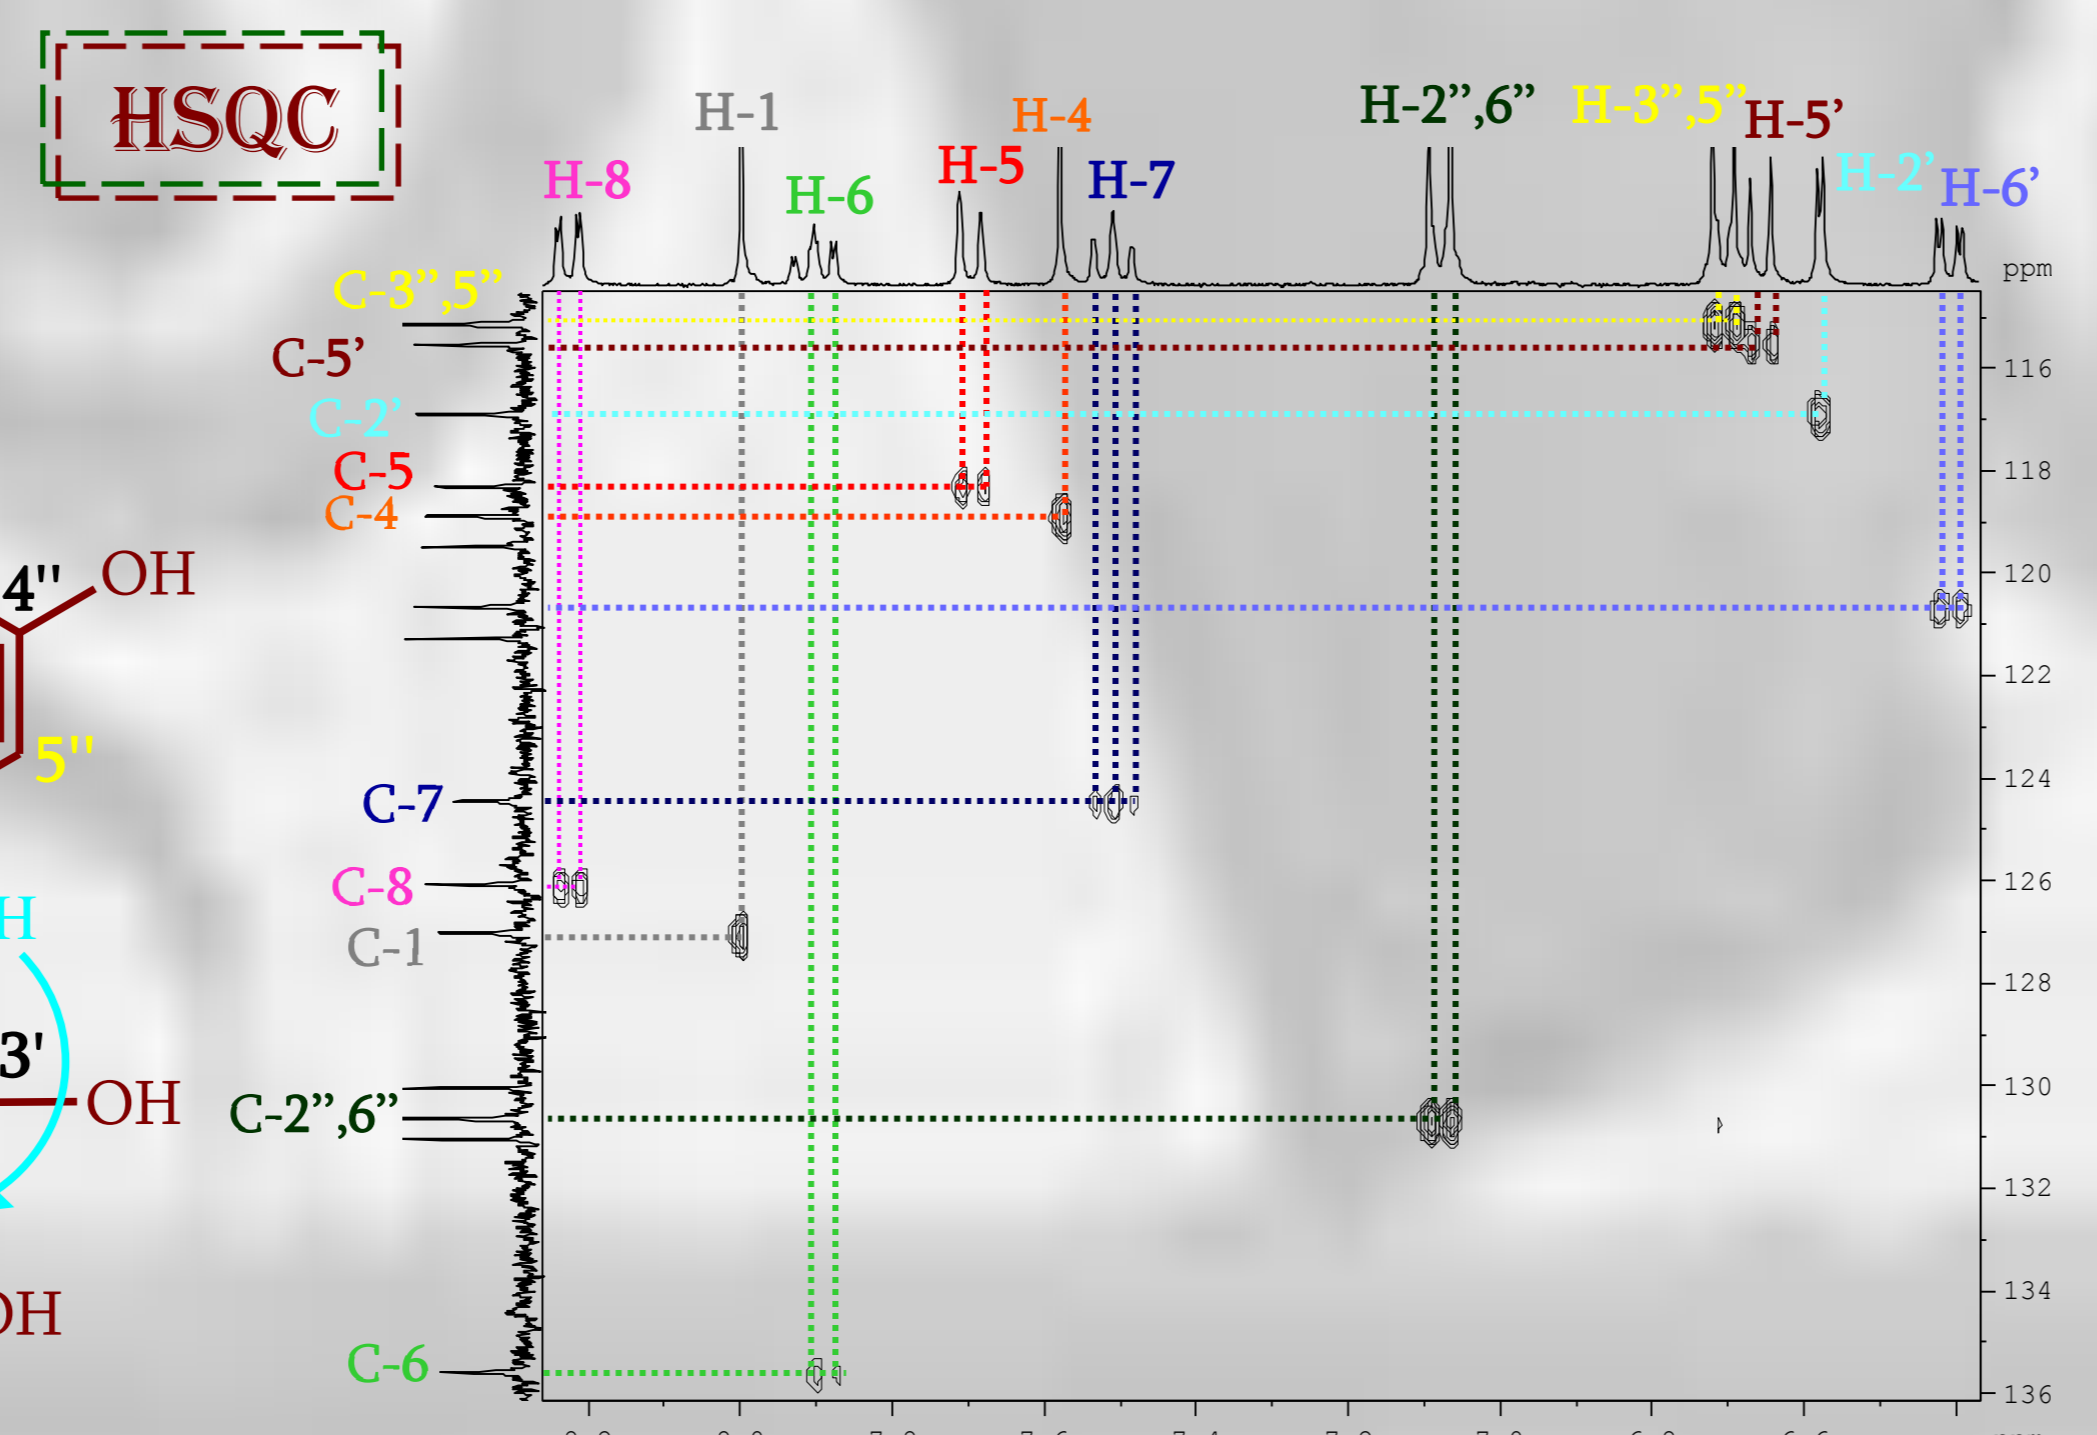 HSQC
H-1
H-4
H-2”,6”
H-3”,5”
H-5’
H-8
H-6
H-5
H-7
H-2’
H-6’
ppm
C-3”,5”
C-5’
116
C-2’
C-5
118
C-4
4"
OH
120
122
5"
124
C-7
C-8
126
H
C-1
128
3'
OH
C-2”,6”
130
132
134
OH
C-6
136